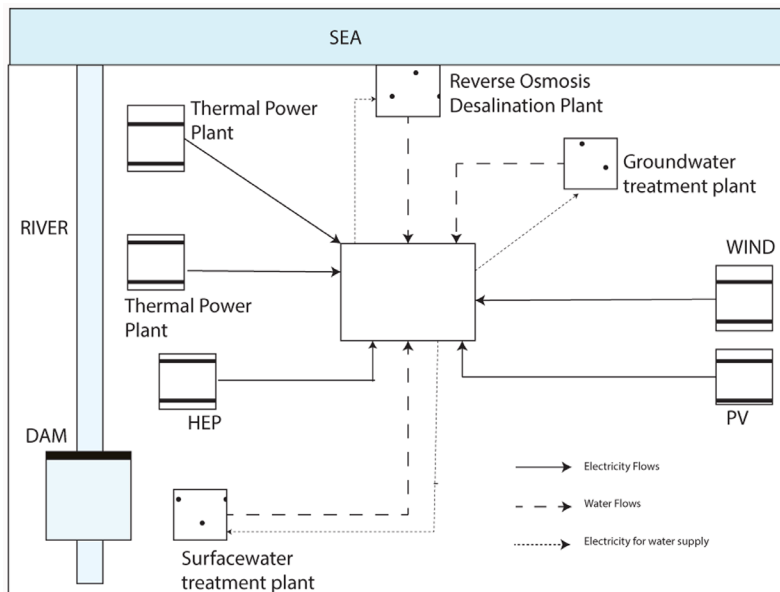 SEA
Thermal Power
Plant
Reverse Osmosis
Desalination Plant
Groundwater
treatment plant
RIVER
WIND
Thermal Power
Plant
HEP
PV
DAM
Electricity Flows
Water Flows
Electricity for water supply
Surfacewater
treatment plant